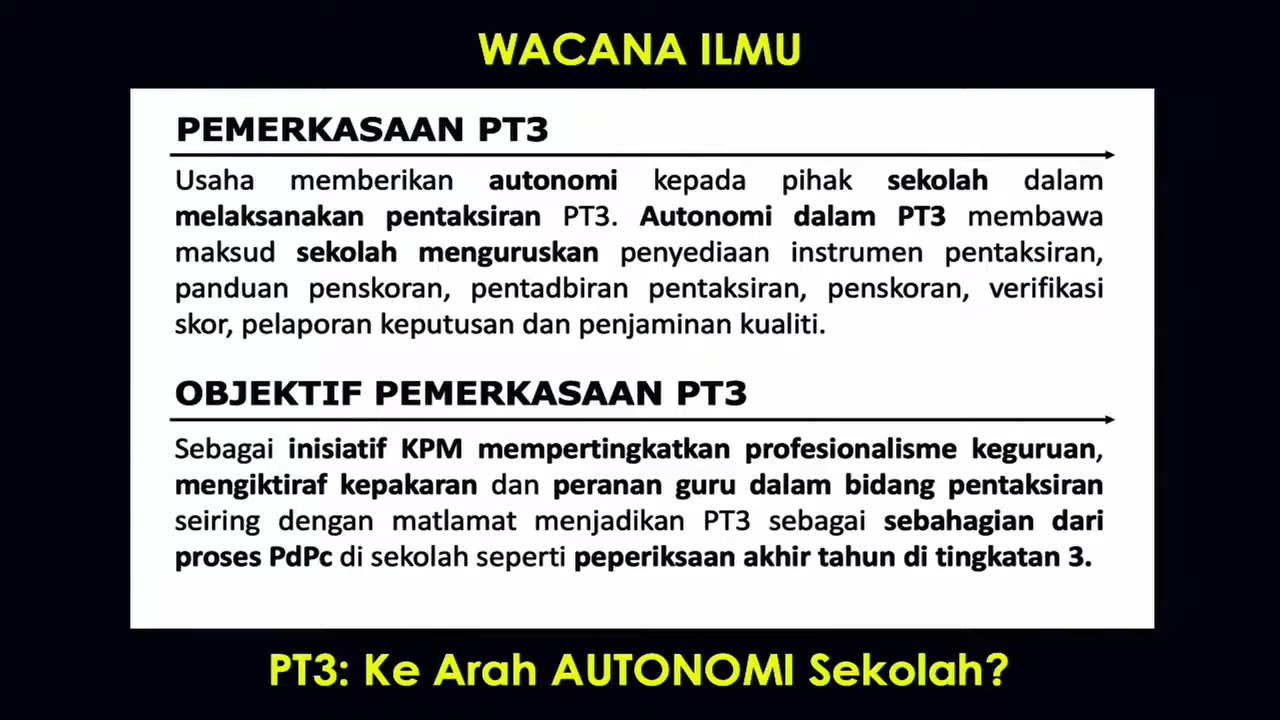 WACANA ILMU
PEMERKASAAN PT3
Usaha memberikan autonomi kepada pihak sekolah dalam
melaksanakan pentaksiran PT3. Autonomi dalam PT3 membawa
maksud sekolah menguruskan penyediaan instrumen pentaksiran,
panduan penskoran, pentadbiran pentaksiran, penskoran, verifikasi
skor, pelaporan keputusan dan penjaminan kualiti.
OBJEKTIF PEMERKASAAN PT3
Sebagai inisiatif KPM mempertingkatkan profesionalisme keguruan,
mengiktiraf kepakaran dan peranan guru dalam bidang pentaksiran
seiring dengan matlamat menjadikan PT3 sebagai sebahagian dari
proses PdPc di sekolah seperti peperiksaan akhir tahun di tingkatan 3.
PT3: Ke Arah AUTONOMI Sekolah?